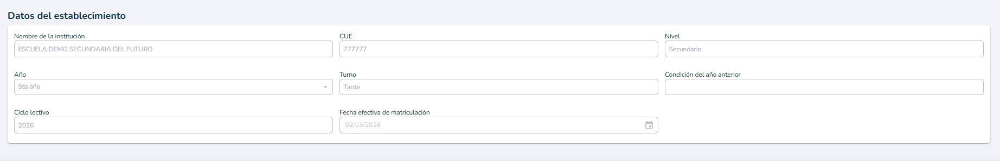 Datos del establecimiento
Nombre de la institución
CUE
Nivel
ESCUELA DEMO SECUNDARIA DEL FUTURO
777777
Secundario
Año
Turno
Condición del año anterior
5to año
Tarde
Ciclo lectivo
Fecha efectiva de matriculación
2026
02/03/2026